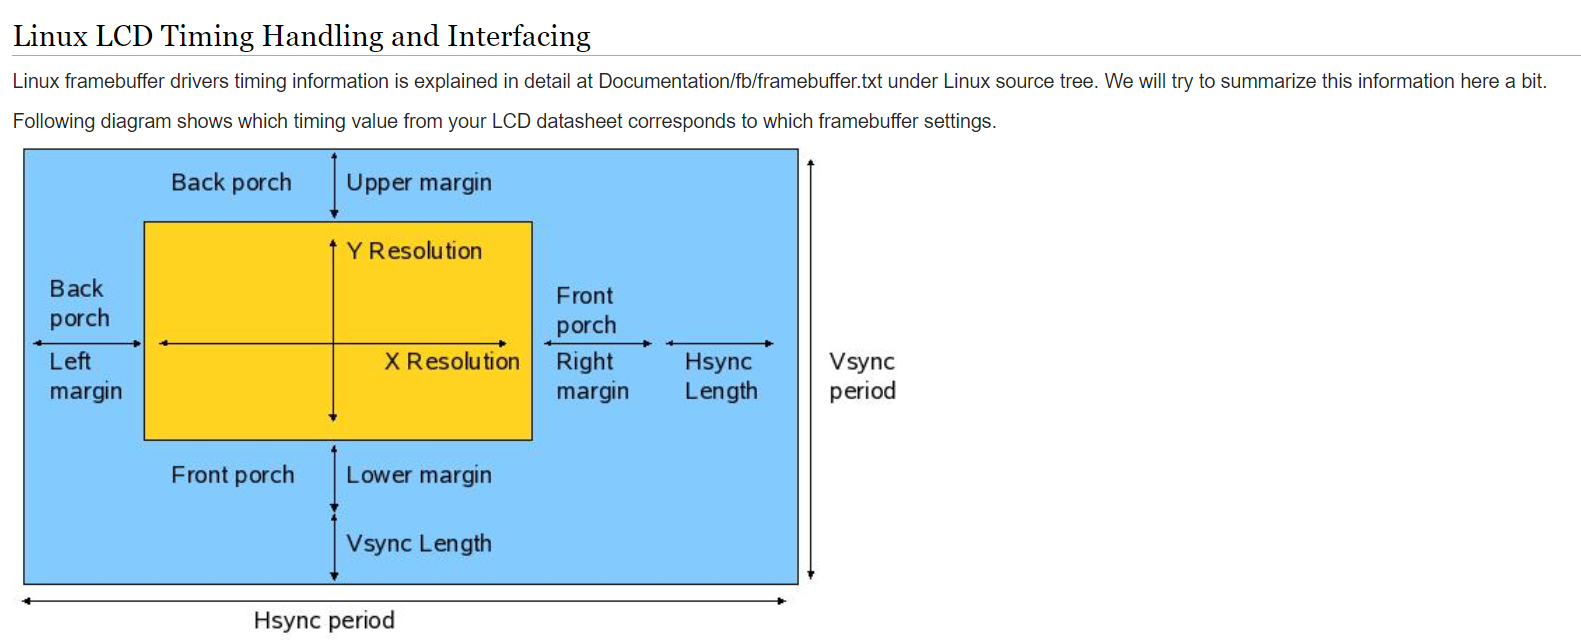 Linux LCD Timing Handling and Interfacing
Linux framebuffer drivers timing information is explained in detail at Documentation/fb/framebuffer.txt under Linux source tree. We will try to summarize this information here a bit.
Following diagram shows which timing value from your LCD datasheet corresponds to which framebuffer settings.
Back porch
Upper margin
Y Resolution
Back
porch
Left
margin
X Resolution
Front
porch
Right
margin
Hsync
Length
Vsync
period
Front porch
Lower margin
Vsync Length
Hsync period